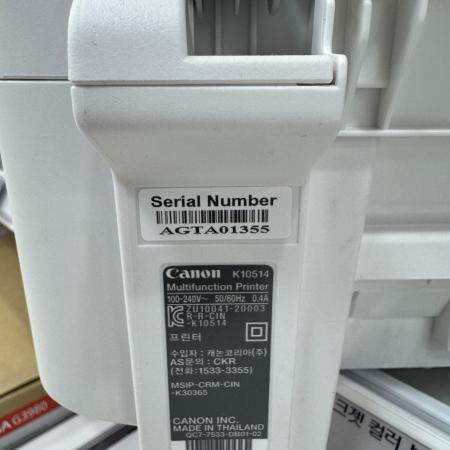 Serial Number
AGTA01355
Canon K10514
Multifunction Printer
100-240V~ 50/60Hz 0.4A
ZU10041-20003
R-R-CIN
-K10514
프린터
수입자 : 캐논코리아(주)
AS문의 : CKR
(전화:1533-3355)
MSIP-CRM-CIN
-K30365
CANON INC.
MADE IN THAILAND
QC7-7533-DB01-02
G3980
크젯 컬러